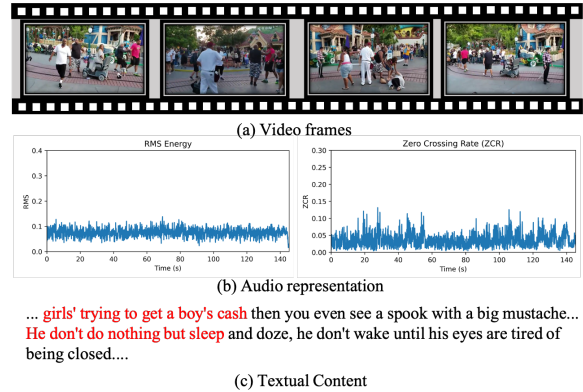 (a) Video frames
RMS Energy
Zero Crossing Rate (ZCR)
0.4
0.3
0.2
0.1
0.0
RMS
0 20 40 60 80 100 120 140
Time (s)
0.30
0.25
0.20
0.15
0.10
0.05
0.00
ZCR
0 20 40 60 80 100 120 140
Time (s)
(b) Audio representation
... girls' trying to get a boy's cash then you even see a spook with a big mustache...
He don't do nothing but sleep and doze, he don't wake until his eyes are tired of
being closed....
(c) Textual Content